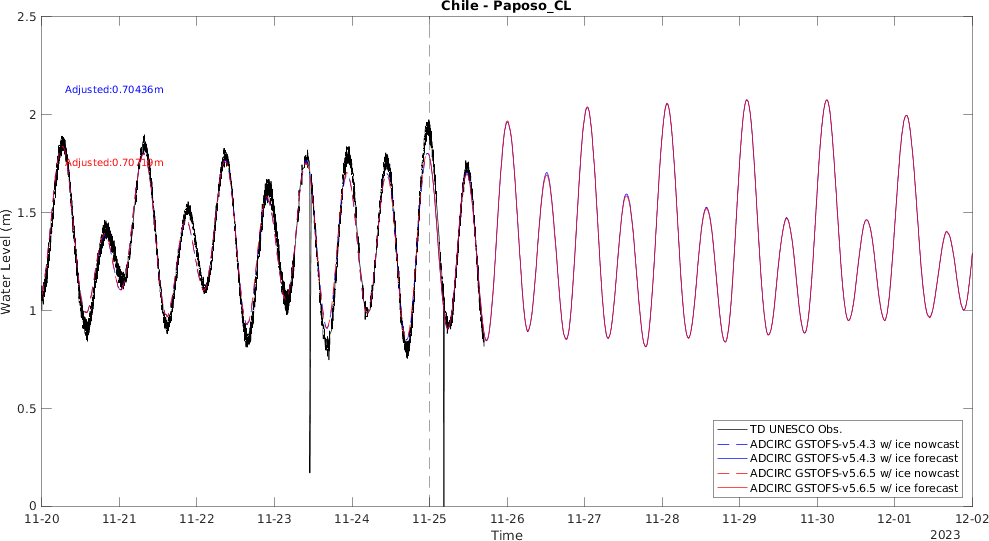 Chile - Paposo_CL
2.5
2
1.5
1
0.5
0
Water Level (m)
Adjusted:0.70436m
Adjusted:0.70719m
TD UNESCO Obs.
ADCIRC GSTOFS-v5.4.3 w/ ice nowcast
ADCIRC GSTOFS-v5.4.3 w/ ice forecast
ADCIRC GSTOFS-v5.6.5 w/ ice nowcast
ADCIRC GSTOFS-v5.6.5 w/ ice forecast
11-20 11-21 11-22 11-23 11-24 11-25 11-26 11-27 11-28 11-29 11-30 12-01 12-02
Time
2023